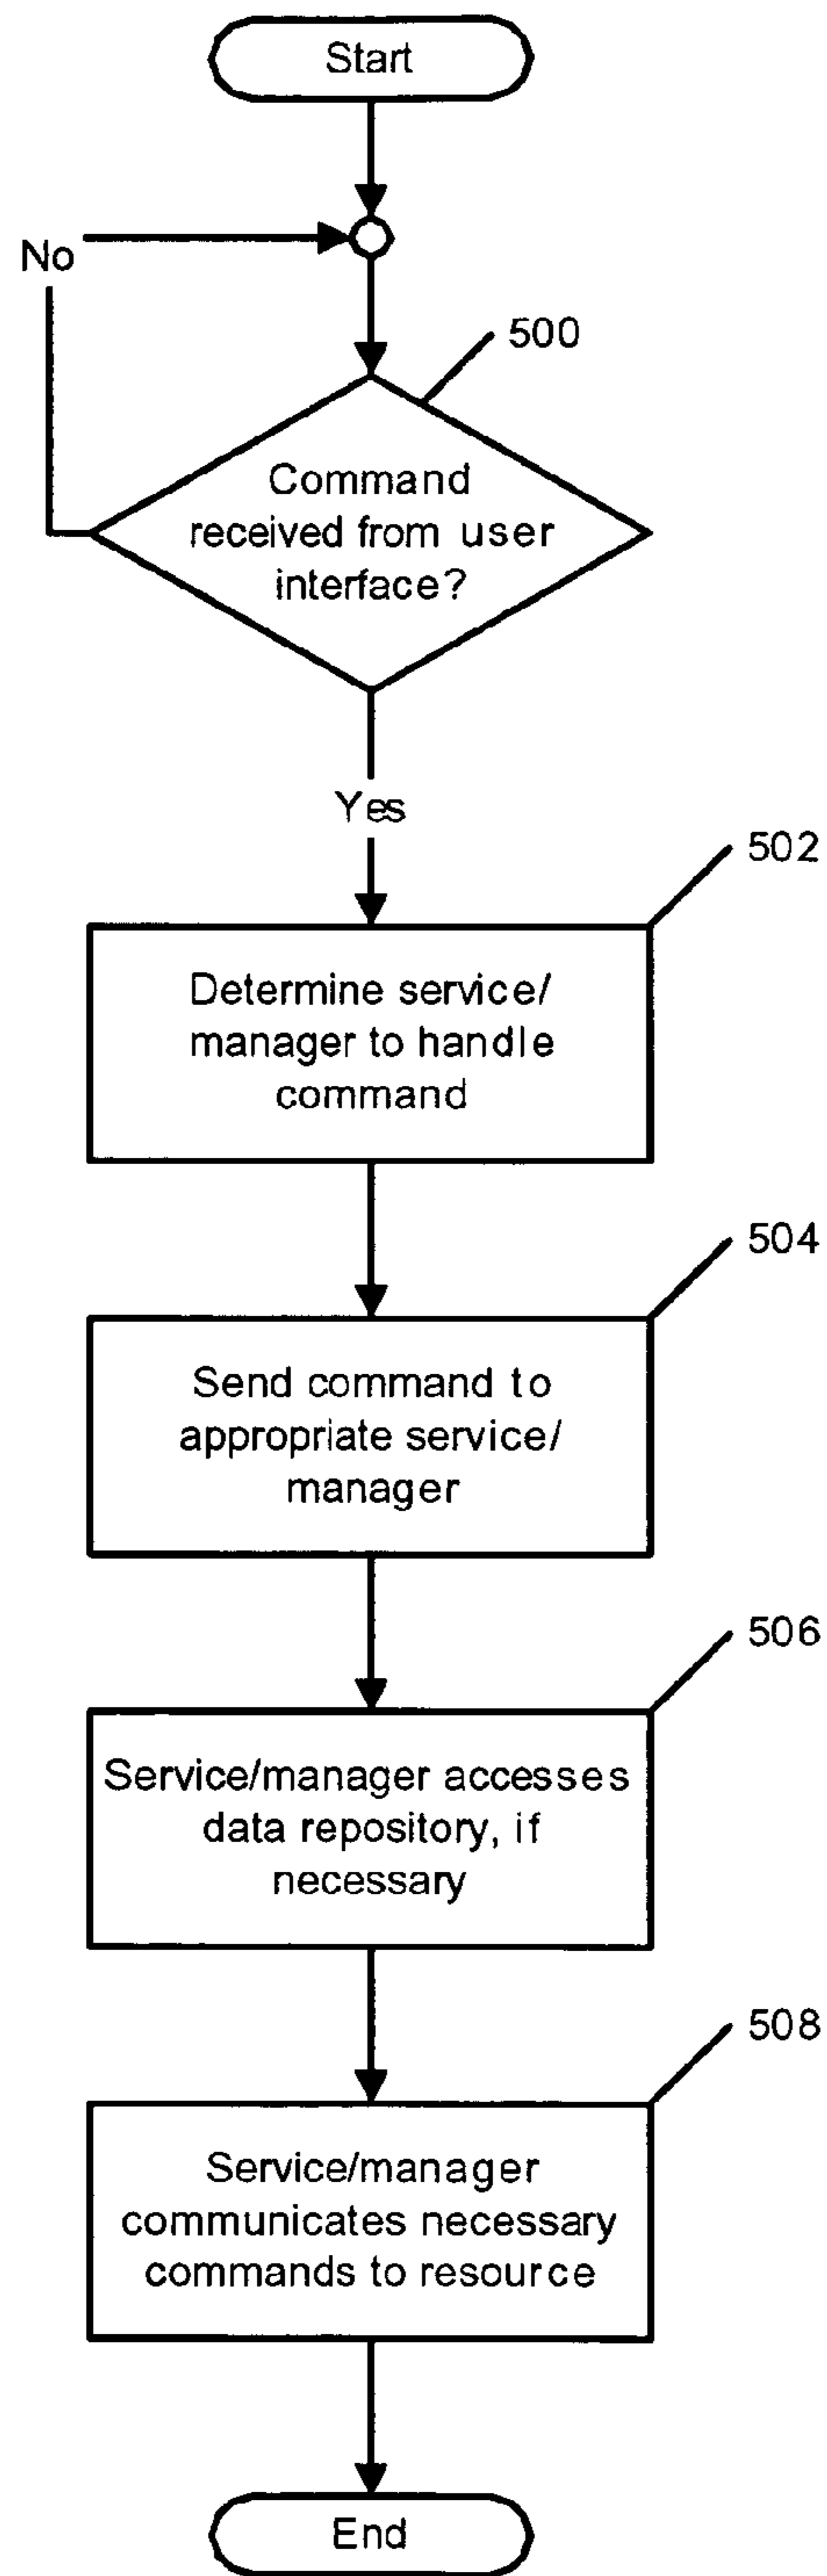 Start
No
500
Command
received from user
interface?
Yes
502
Determine service/
manager to handle
command
504
Send command to
appropriate service/
manager
506
Service/manager accesses
data repository, if
necessary
508
Service/manager
communicates necessary
commands to resource
End